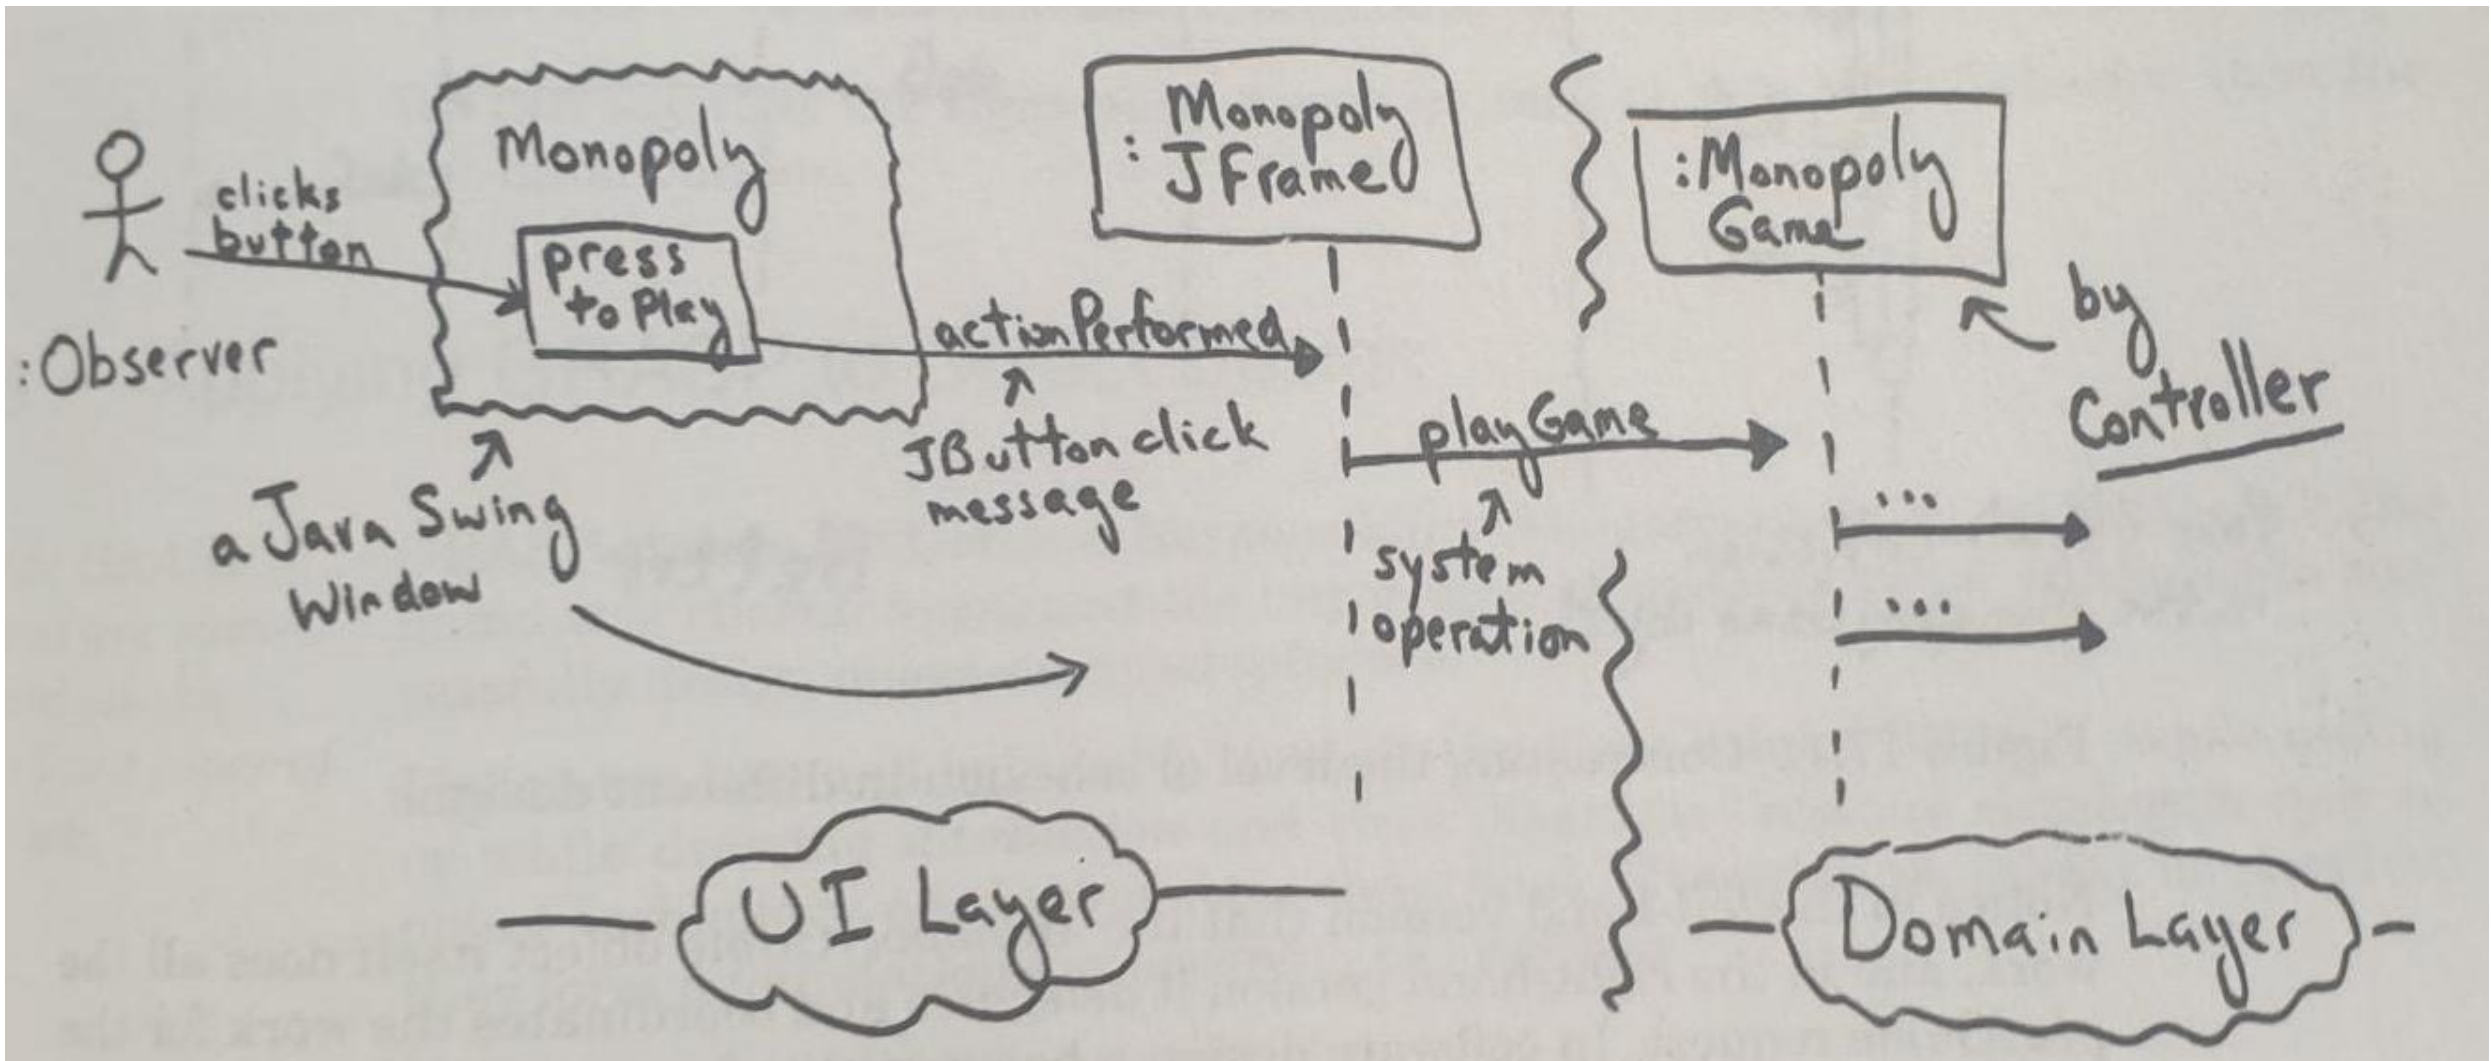 :Observer
clicks
button
Monopoly
press
to Play
a Java Swing
Window
actionPerformed
JButton click
message
: Monopoly
JFrame
playGame
system
operation
:Monopoly
Game
by
Controller
...
...
UI Layer
Domain Layer